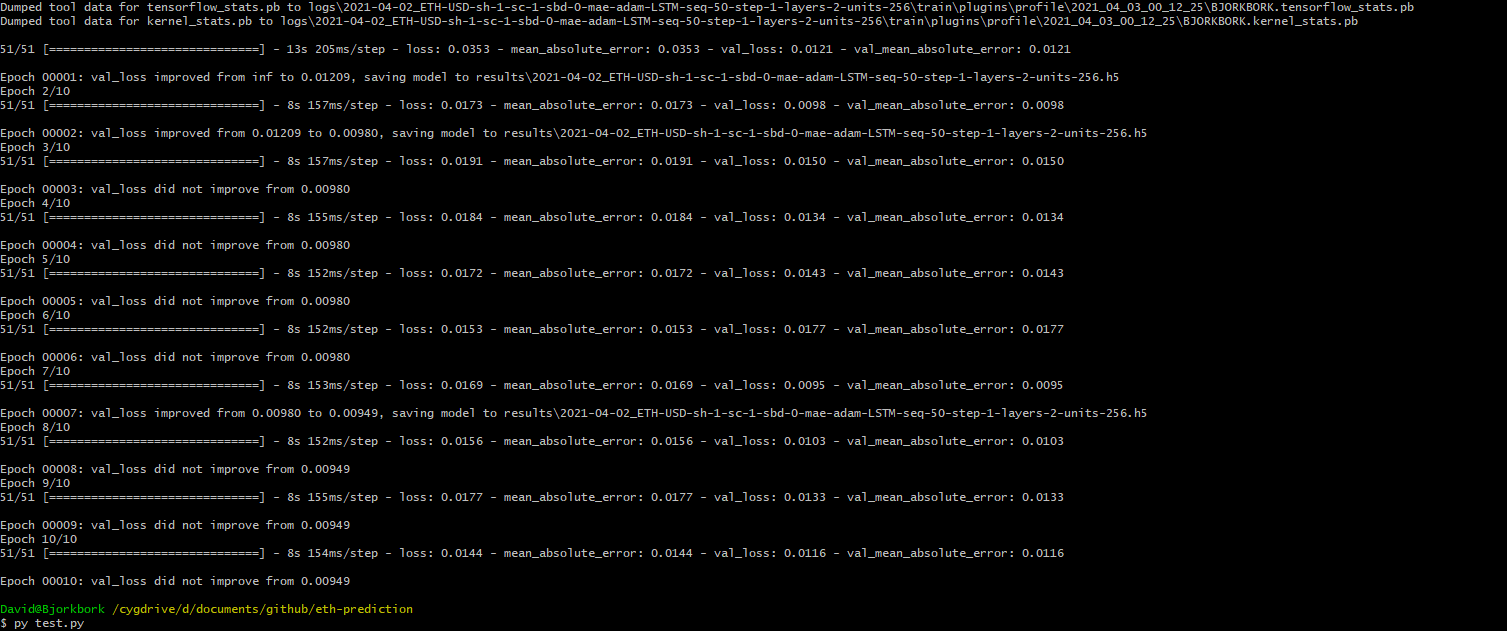 Dumped tool data for tensorflow_stats.pb to logs\2021-04-02_ETH-USD-sh-1-sc-1-sbd-0-mae-adam-LSTM-seq-50-step-1-layers-2-units-256\train\plugins\profile\2021_04_03_00_12_25\BJORKBORK.tensorflow_stats.pb
Dumped tool data for kernel_stats.pb to logs\2021-04-02_ETH-USD-sh-1-sc-1-sbd-0-mae-adam-LSTM-seq-50-step-1-layers-2-units-256\train\plugins\profile\2021_04_03_00_12_25\BJORKBORK.kernel_stats.pb
51/51 [==============================] - 13s 205ms/step - loss: 0.0353 - mean_absolute_error: 0.0353 - val_loss: 0.0121 - val_mean_absolute_error: 0.0121
Epoch 00001: val_loss improved from inf to 0.01209, saving model to results\2021-04-02_ETH-USD-sh-1-sc-1-sbd-0-mae-adam-LSTM-seq-50-step-1-layers-2-units-256.h5
Epoch 2/10
51/51 [==============================] - 8s 157ms/step - loss: 0.0173 - mean_absolute_error: 0.0173 - val_loss: 0.0098 - val_mean_absolute_error: 0.0098
Epoch 00002: val_loss improved from 0.01209 to 0.00980, saving model to results\2021-04-02_ETH-USD-sh-1-sc-1-sbd-0-mae-adam-LSTM-seq-50-step-1-layers-2-units-256.h5
Epoch 3/10
51/51 [==============================] - 8s 157ms/step - loss: 0.0191 - mean_absolute_error: 0.0191 - val_loss: 0.0150 - val_mean_absolute_error: 0.0150
Epoch 00003: val_loss did not improve from 0.00980
Epoch 4/10
51/51 [==============================] - 8s 155ms/step - loss: 0.0184 - mean_absolute_error: 0.0184 - val_loss: 0.0134 - val_mean_absolute_error: 0.0134
Epoch 00004: val_loss did not improve from 0.00980
Epoch 5/10
51/51 [==============================] - 8s 152ms/step - loss: 0.0172 - mean_absolute_error: 0.0172 - val_loss: 0.0143 - val_mean_absolute_error: 0.0143
Epoch 00005: val_loss did not improve from 0.00980
Epoch 6/10
51/51 [==============================] - 8s 152ms/step - loss: 0.0153 - mean_absolute_error: 0.0153 - val_loss: 0.0177 - val_mean_absolute_error: 0.0177
Epoch 00006: val_loss did not improve from 0.00980
Epoch 7/10
51/51 [==============================] - 8s 153ms/step - loss: 0.0169 - mean_absolute_error: 0.0169 - val_loss: 0.0095 - val_mean_absolute_error: 0.0095
Epoch 00007: val_loss improved from 0.00980 to 0.00949, saving model to results\2021-04-02_ETH-USD-sh-1-sc-1-sbd-0-mae-adam-LSTM-seq-50-step-1-layers-2-units-256.h5
Epoch 8/10
51/51 [==============================] - 8s 152ms/step - loss: 0.0156 - mean_absolute_error: 0.0156 - val_loss: 0.0103 - val_mean_absolute_error: 0.0103
Epoch 00008: val_loss did not improve from 0.00949
Epoch 9/10
51/51 [==============================] - 8s 155ms/step - loss: 0.0177 - mean_absolute_error: 0.0177 - val_loss: 0.0133 - val_mean_absolute_error: 0.0133
Epoch 00009: val_loss did not improve from 0.00949
Epoch 10/10
51/51 [==============================] - 8s 154ms/step - loss: 0.0144 - mean_absolute_error: 0.0144 - val_loss: 0.0116 - val_mean_absolute_error: 0.0116
Epoch 00010: val_loss did not improve from 0.00949
David@Bjorkbork /cygdrive/d/documents/github/eth-prediction
$ py test.py